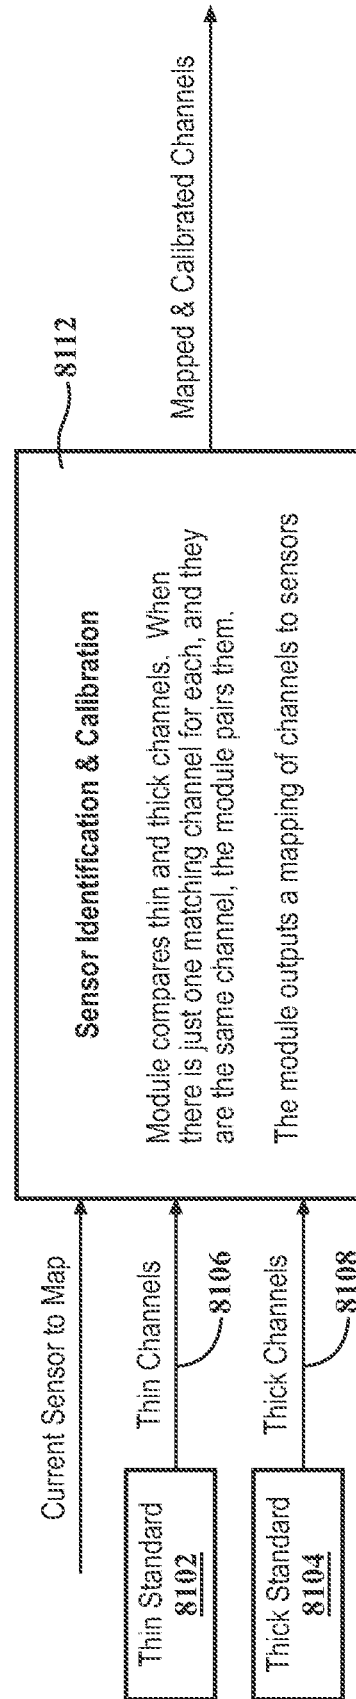 Current Sensor to Map
Thin Standard
8102
Thin Channels
8106
Thick Standard
8104
Thick Channels
8108
Sensor Identification & Calibration
Module compares thin and thick channels. When
there is just one matching channel for each, and they
are the same channel, the module pairs them.
The module outputs a mapping of channels to sensors
8112
Mapped & Calibrated Channels